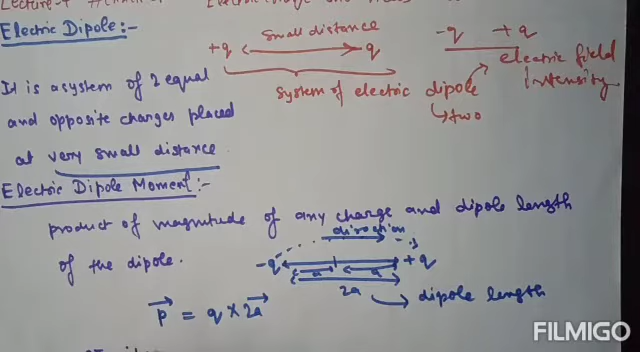 Electric Dipole:-
Small distance
+q -q
-q +q
electric field
Intensity
System of electric dipole
two
It is a system of 2 equal
and opposite charges placed
at very small distance
Electric Dipole Moment:-
product of magnitude of any charge and dipole length
of the dipole.
direction
-q +q
a a
2a dipole length
p = q × 2a
FILMIGO